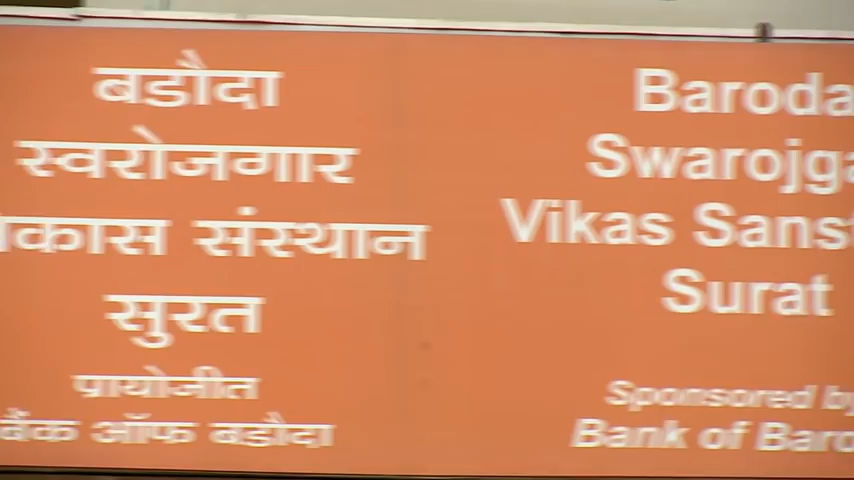 बडौदा
स्वरोजगार
विकास संस्थान
सुरत
प्रायोजीत
बैंक ऑफ बडौदा
Baroda
Swarojga
Vikas Sanst
Surat
Sponsored by
Bank of Baro